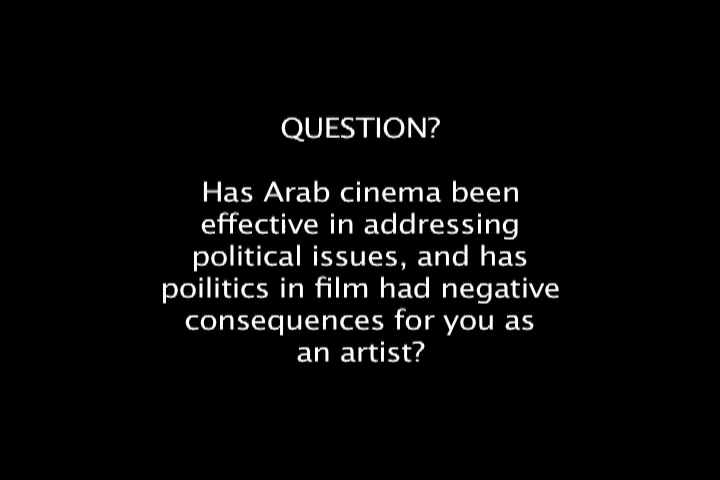 QUESTION?
Has Arab cinema been
effective in addressing
political issues, and has
poilitics in film had negative
consequences for you as
an artist?